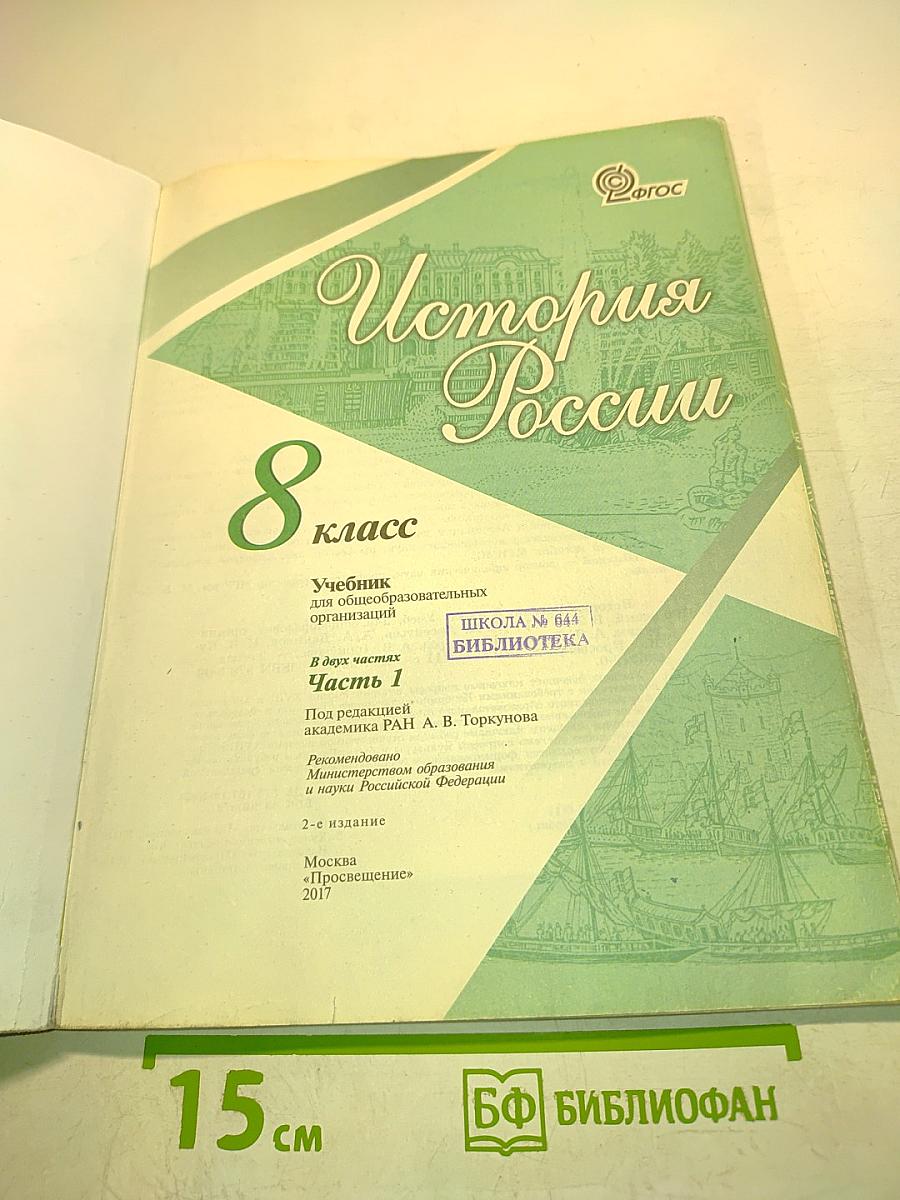 ФГОС
История
России
8 класс
Учебник
для общеобразовательных
организаций
ШКОЛА № 644
БИБЛИОТЕКА
В двух частях
Часть 1
Под редакцией
академика РАН А. В. Торкунова
Рекомендовано
Министерством образования
и науки Российской Федерации
2-е издание
Москва
«Просвещение»
2017
15 см
БФ БИБЛИОФАН